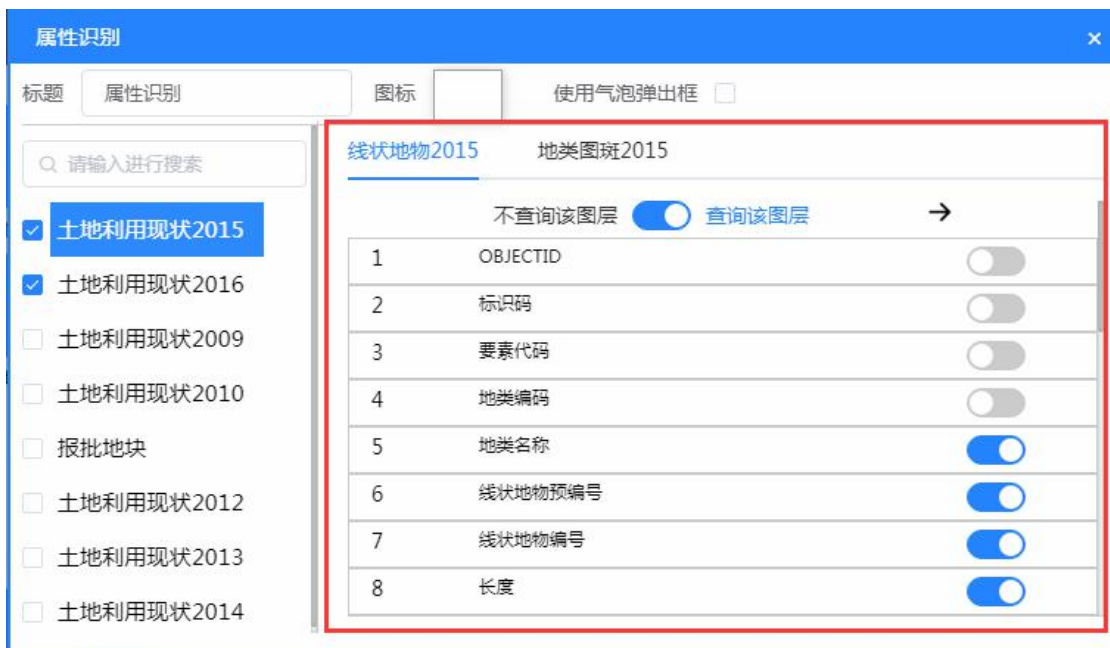 属性识别 ×
标题 属性识别 图标 使用气泡弹出框
请输入进行搜索
土地利用现状2015
土地利用现状2016
土地利用现状2009
土地利用现状2010
报批地块
土地利用现状2012
土地利用现状2013
土地利用现状2014
线状地物2015 地类图斑2015
不查询该图层 查询该图层 →
1 OBJECTID
2 标识码
3 要素代码
4 地类编码
5 地类名称
6 线状地物预编号
7 线状地物编号
8 长度